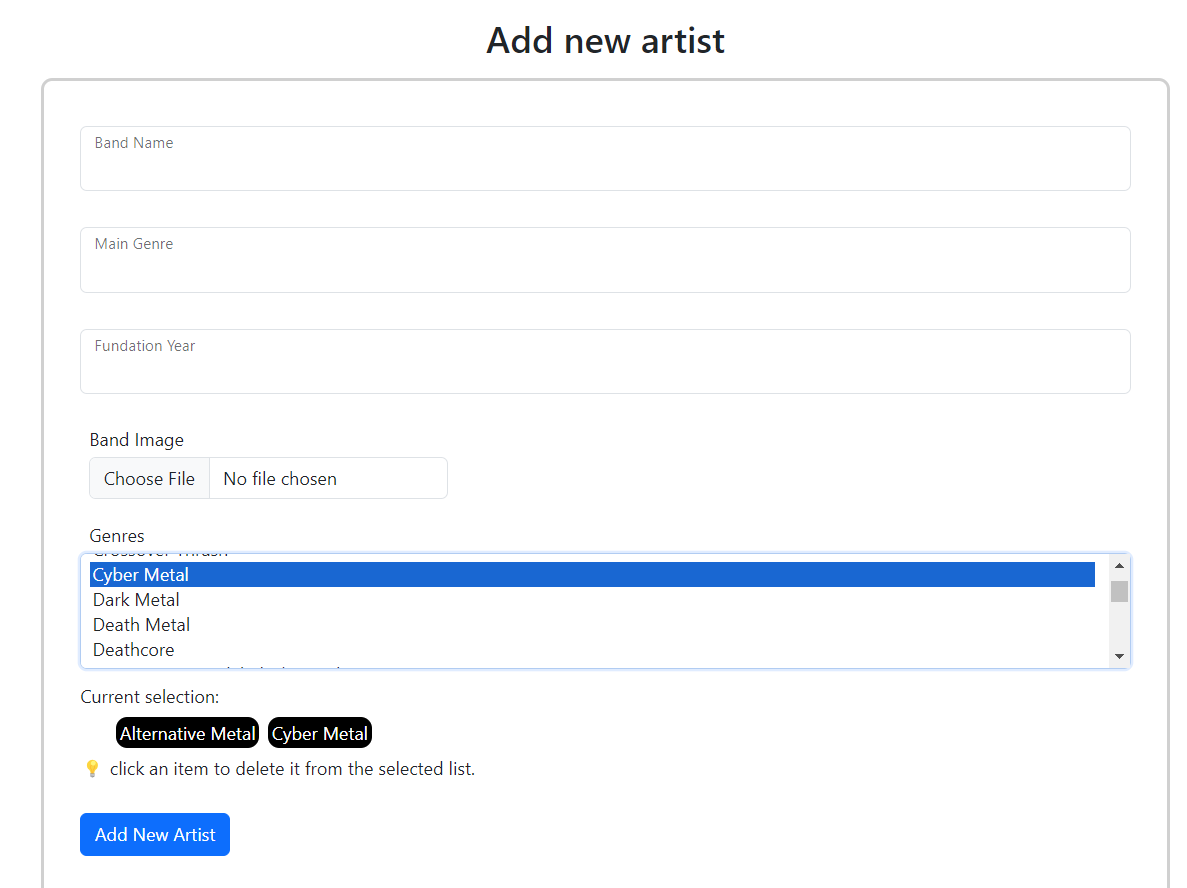 Add new artist
Band Name
Main Genre
Fundation Year
Band Image
Choose File No file chosen
Genres
Crossover Thrash
Cyber Metal
Dark Metal
Death Metal
Deathcore
Current selection:
Alternative Metal Cyber Metal
💡 click an item to delete it from the selected list.
Add New Artist